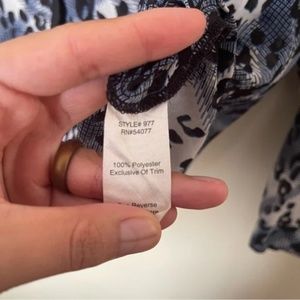 STYLE# 977
RN#54077
100% Polyester
Exclusive Of Trim
Reverse